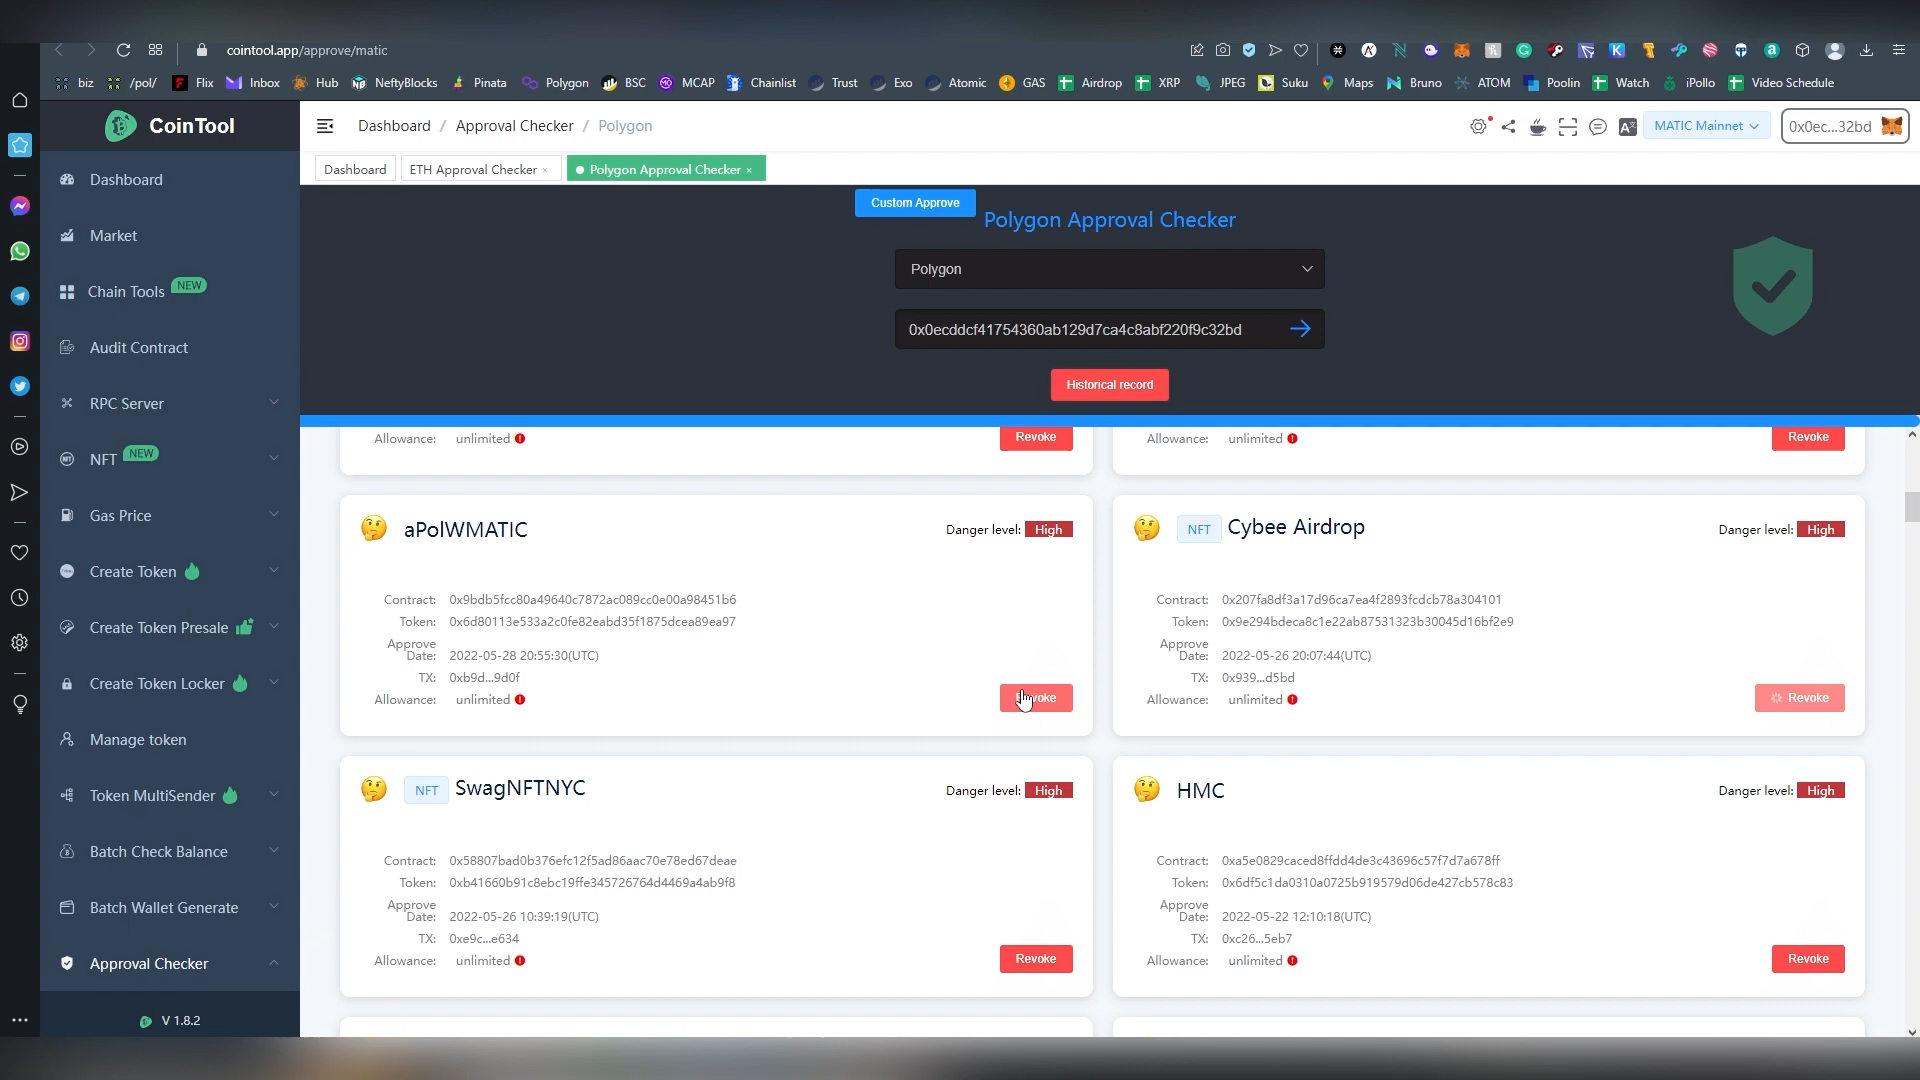 cointool.app/approve/matic
biz
/pol/
Flix
Inbox
Hub
NeftyBlocks
Pinata
Polygon
BSC
MCAP
Chainlist
Trust
Exo
Atomic
GAS
Airdrop
XRP
JPEG
Suku
Maps
Bruno
ATOM
Poolin
Watch
iPollo
Video Schedule
CoinTool
Dashboard / Approval Checker / Polygon
MATIC Mainnet
0x0ec...32bd
Dashboard
ETH Approval Checker ×
Polygon Approval Checker ×
Dashboard
Market
Chain Tools NEW
Audit Contract
RPC Server
NFT NEW
Gas Price
Create Token
Create Token Presale
Create Token Locker
Manage token
Token MultiSender
Batch Check Balance
Batch Wallet Generate
Approval Checker
V 1.8.2
Custom Approve
Polygon Approval Checker
Polygon
0x0ecddcf41754360ab129d7ca4c8abf220f9c32bd
Historical record
Allowance: unlimited
Revoke
Allowance: unlimited
Revoke
aPolWMATIC
Danger level: High
Contract: 0x9bdb5fcc80a49640c7872ac089cc0e00a98451b6
Token: 0x6d80113e533a2c0fe82eabd35f1875dcea89ea97
Approve
Date: 2022-05-28 20:55:30(UTC)
TX: 0xb9d...9d0f
Allowance: unlimited
NFT Cybee Airdrop
Danger level: High
Contract: 0x207fa8df3a17d96ca7ea4f2893fcdcb78a304101
Token: 0x9e294bdeca8c1e22ab87531323b30045d16bf2e9
Approve
Date: 2022-05-26 20:07:44(UTC)
TX: 0x939...d5bd
Allowance: unlimited
Revoke
NFT SwagNFTNYC
Danger level: High
Contract: 0x58807bad0b376efc12f5ad86aac70e78ed67deae
Token: 0xb41660b91c8ebc19ffe345726764d4469a4ab9f8
Approve
Date: 2022-05-26 10:39:19(UTC)
TX: 0xe9c...e634
Allowance: unlimited
Revoke
HMC
Danger level: High
Contract: 0xa5e0829caced8ffdd4de3c43696c57f7d7a678ff
Token: 0x6df5c1da0310a0725b919579d06de427cb578c83
Approve
Date: 2022-05-22 12:10:18(UTC)
TX: 0xc26...5eb7
Allowance: unlimited
Revoke